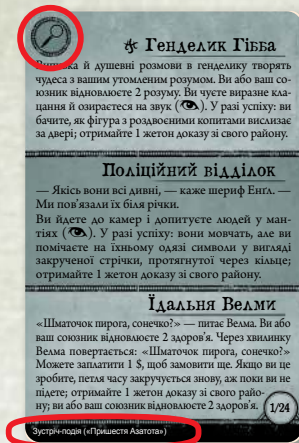 Генделик Гібба
Випивка й душевні розмови в генделику творять
чудеса з вашим утомленим розумом. Ви або ваш со-
юзник відновлюєте 2 розуму. Ви чуєте виразне кла-
цання й озираєтеся на звук (). У разі успіху: ви
бачите, як фігура з роздвоєними копитами вислизає
за двері; отримайте 1 жетон доказу зі свого району.
Поліційний відділок
— Якісь вони всі дивні, — каже шериф Енґл. —
Ми пов'язали їх біля річки.
Ви йдете до камер і допитуєте людей у ман-
тіях (). У разі успіху: вони мовчать, але ви
помічаєте на їхньому одязі символи у вигляді
закрученої стрічки, протягнутої через кільце;
отримайте 1 жетон доказу зі свого району.
Їдальня Велми
«Шматочок пирога, сонечко?» — питає Велма. Ви або
ваш союзник відновлюєте 2 здоров'я. Через хвилинку
Велма повертається: «Шматочок пирога, сонечко?»
Можете заплатити 1 $, щоб замовити ще. Якщо ви це
зробите, петля часу закручується знову, аж поки ви не
підете; отримайте 1 жетон доказу зі свого райо-
ну; ви або ваш союзник відновлюєте 2 здоров'я.
1/24
Зустріч-подія («Пришестя Азатота»)